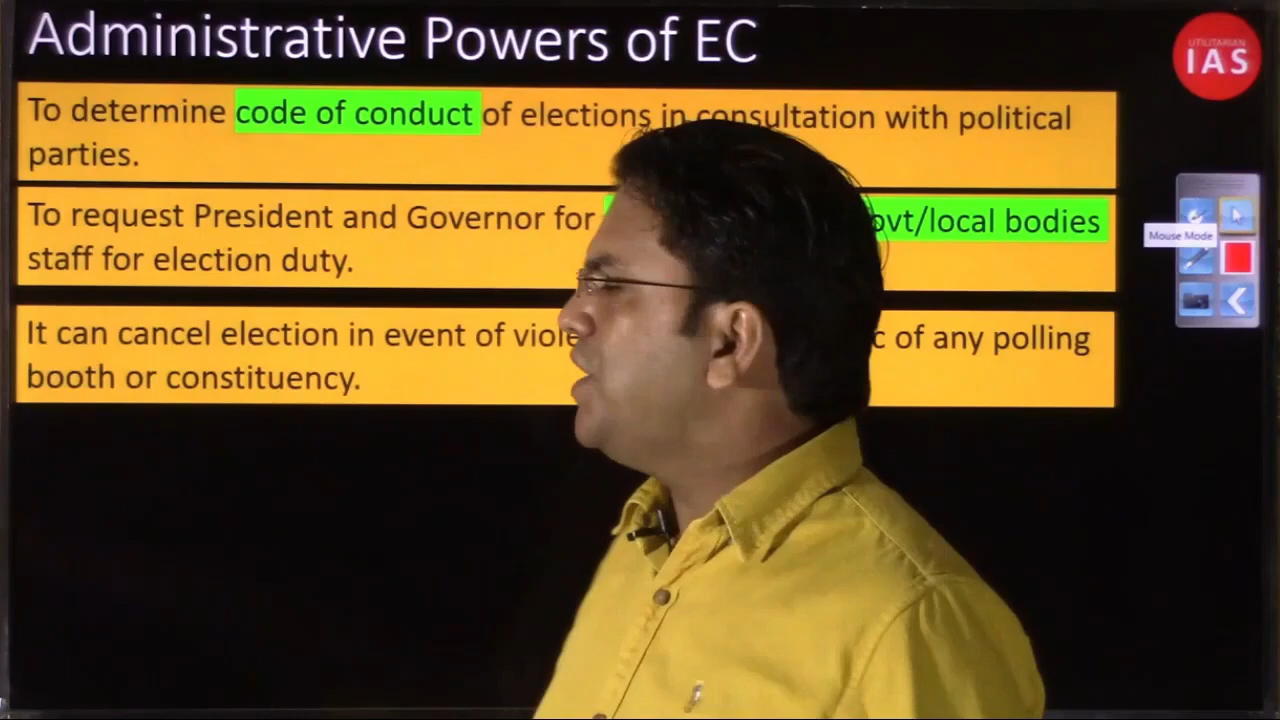 Administrative Powers of EC
UTILITARIAN
IAS
To determine code of conduct of elections in consultation with political
parties.
To request President and Governor for ovt/local bodies
staff for election duty.
Mouse Mode
It can cancel election in event of c of any polling
booth or constituency.